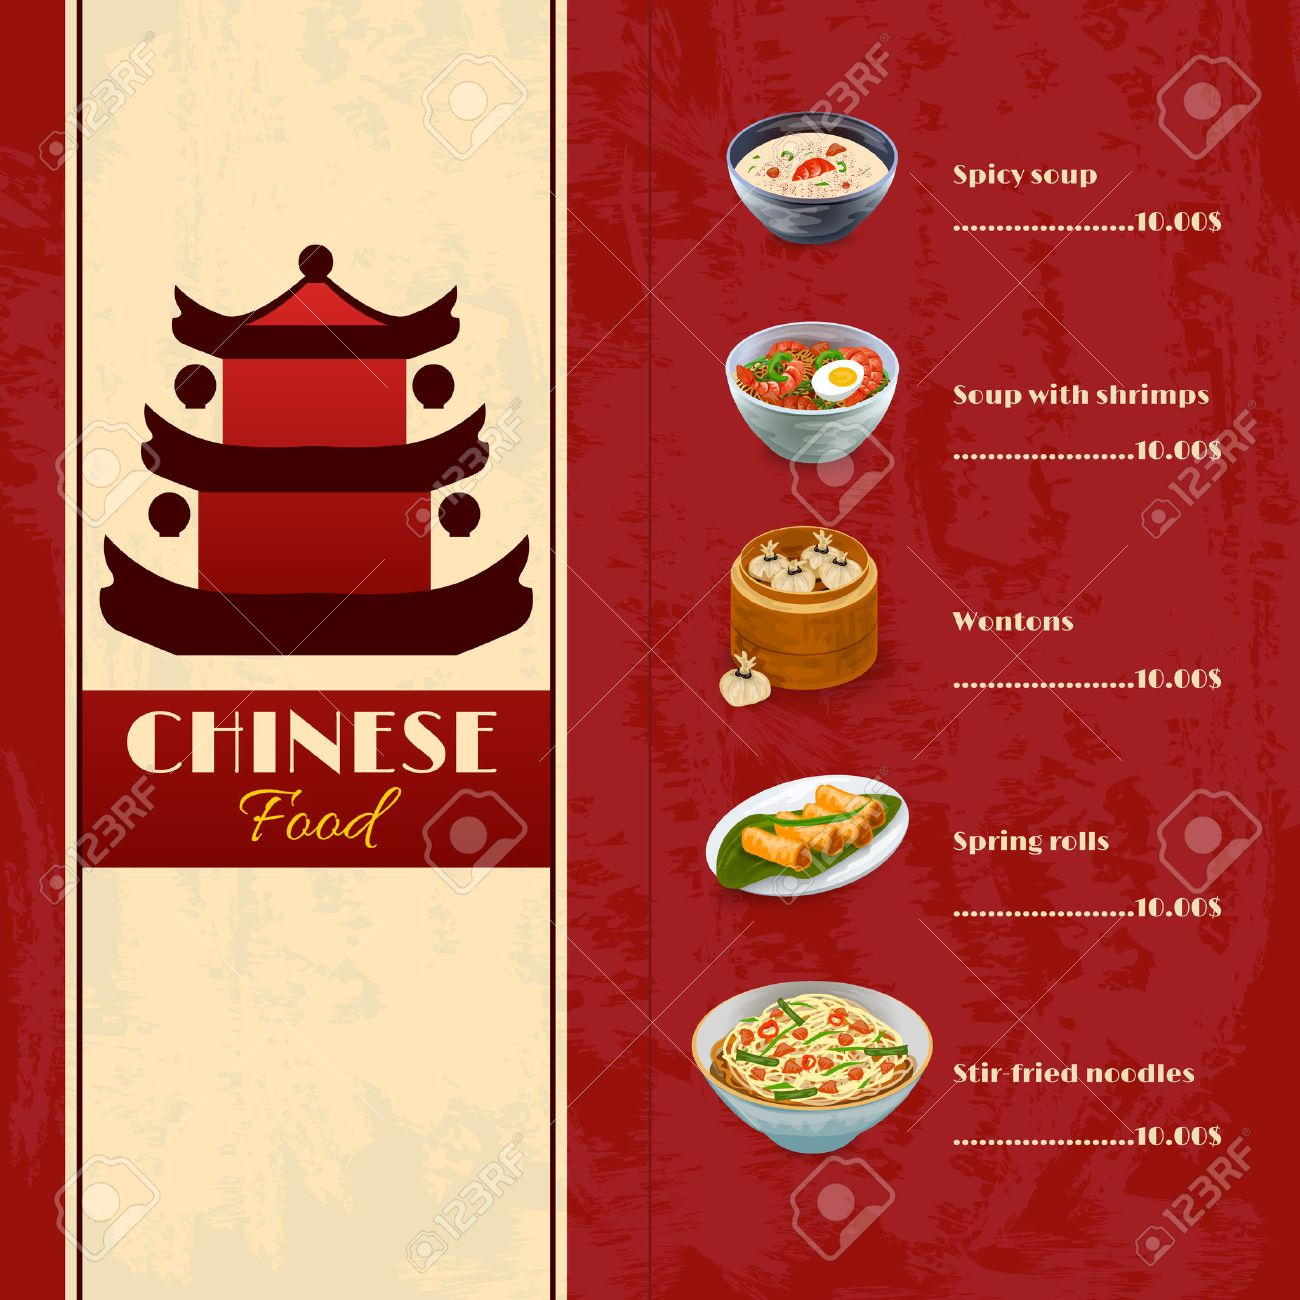 CHINESE
Food
Spicy soup
.....................10.00$
Soup with shrimps
.....................10.00$
Wontons
.....................10.00$
Spring rolls
.....................10.00$
Stir-fried noodles
.....................10.00$
123RF